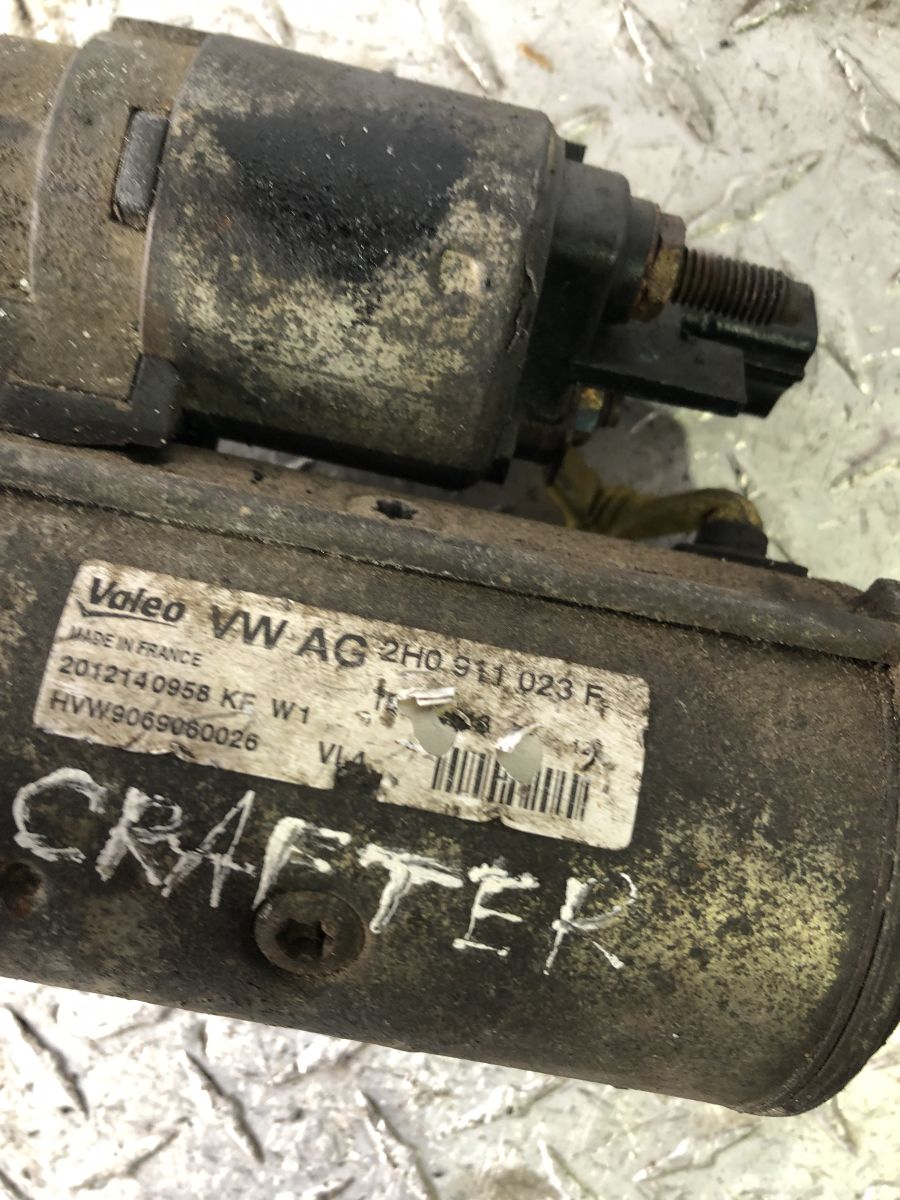 Valeo VW AG 2H0 911 023 F
MADE IN FRANCE
2012140958 KF W1
HVW9069060026
CRAFTER